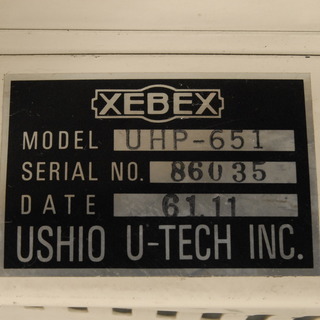 XEBEX
MODEL UHP-651
SERIAL NO. 86035
DATE 61.11
USHIO U-TECH INC.